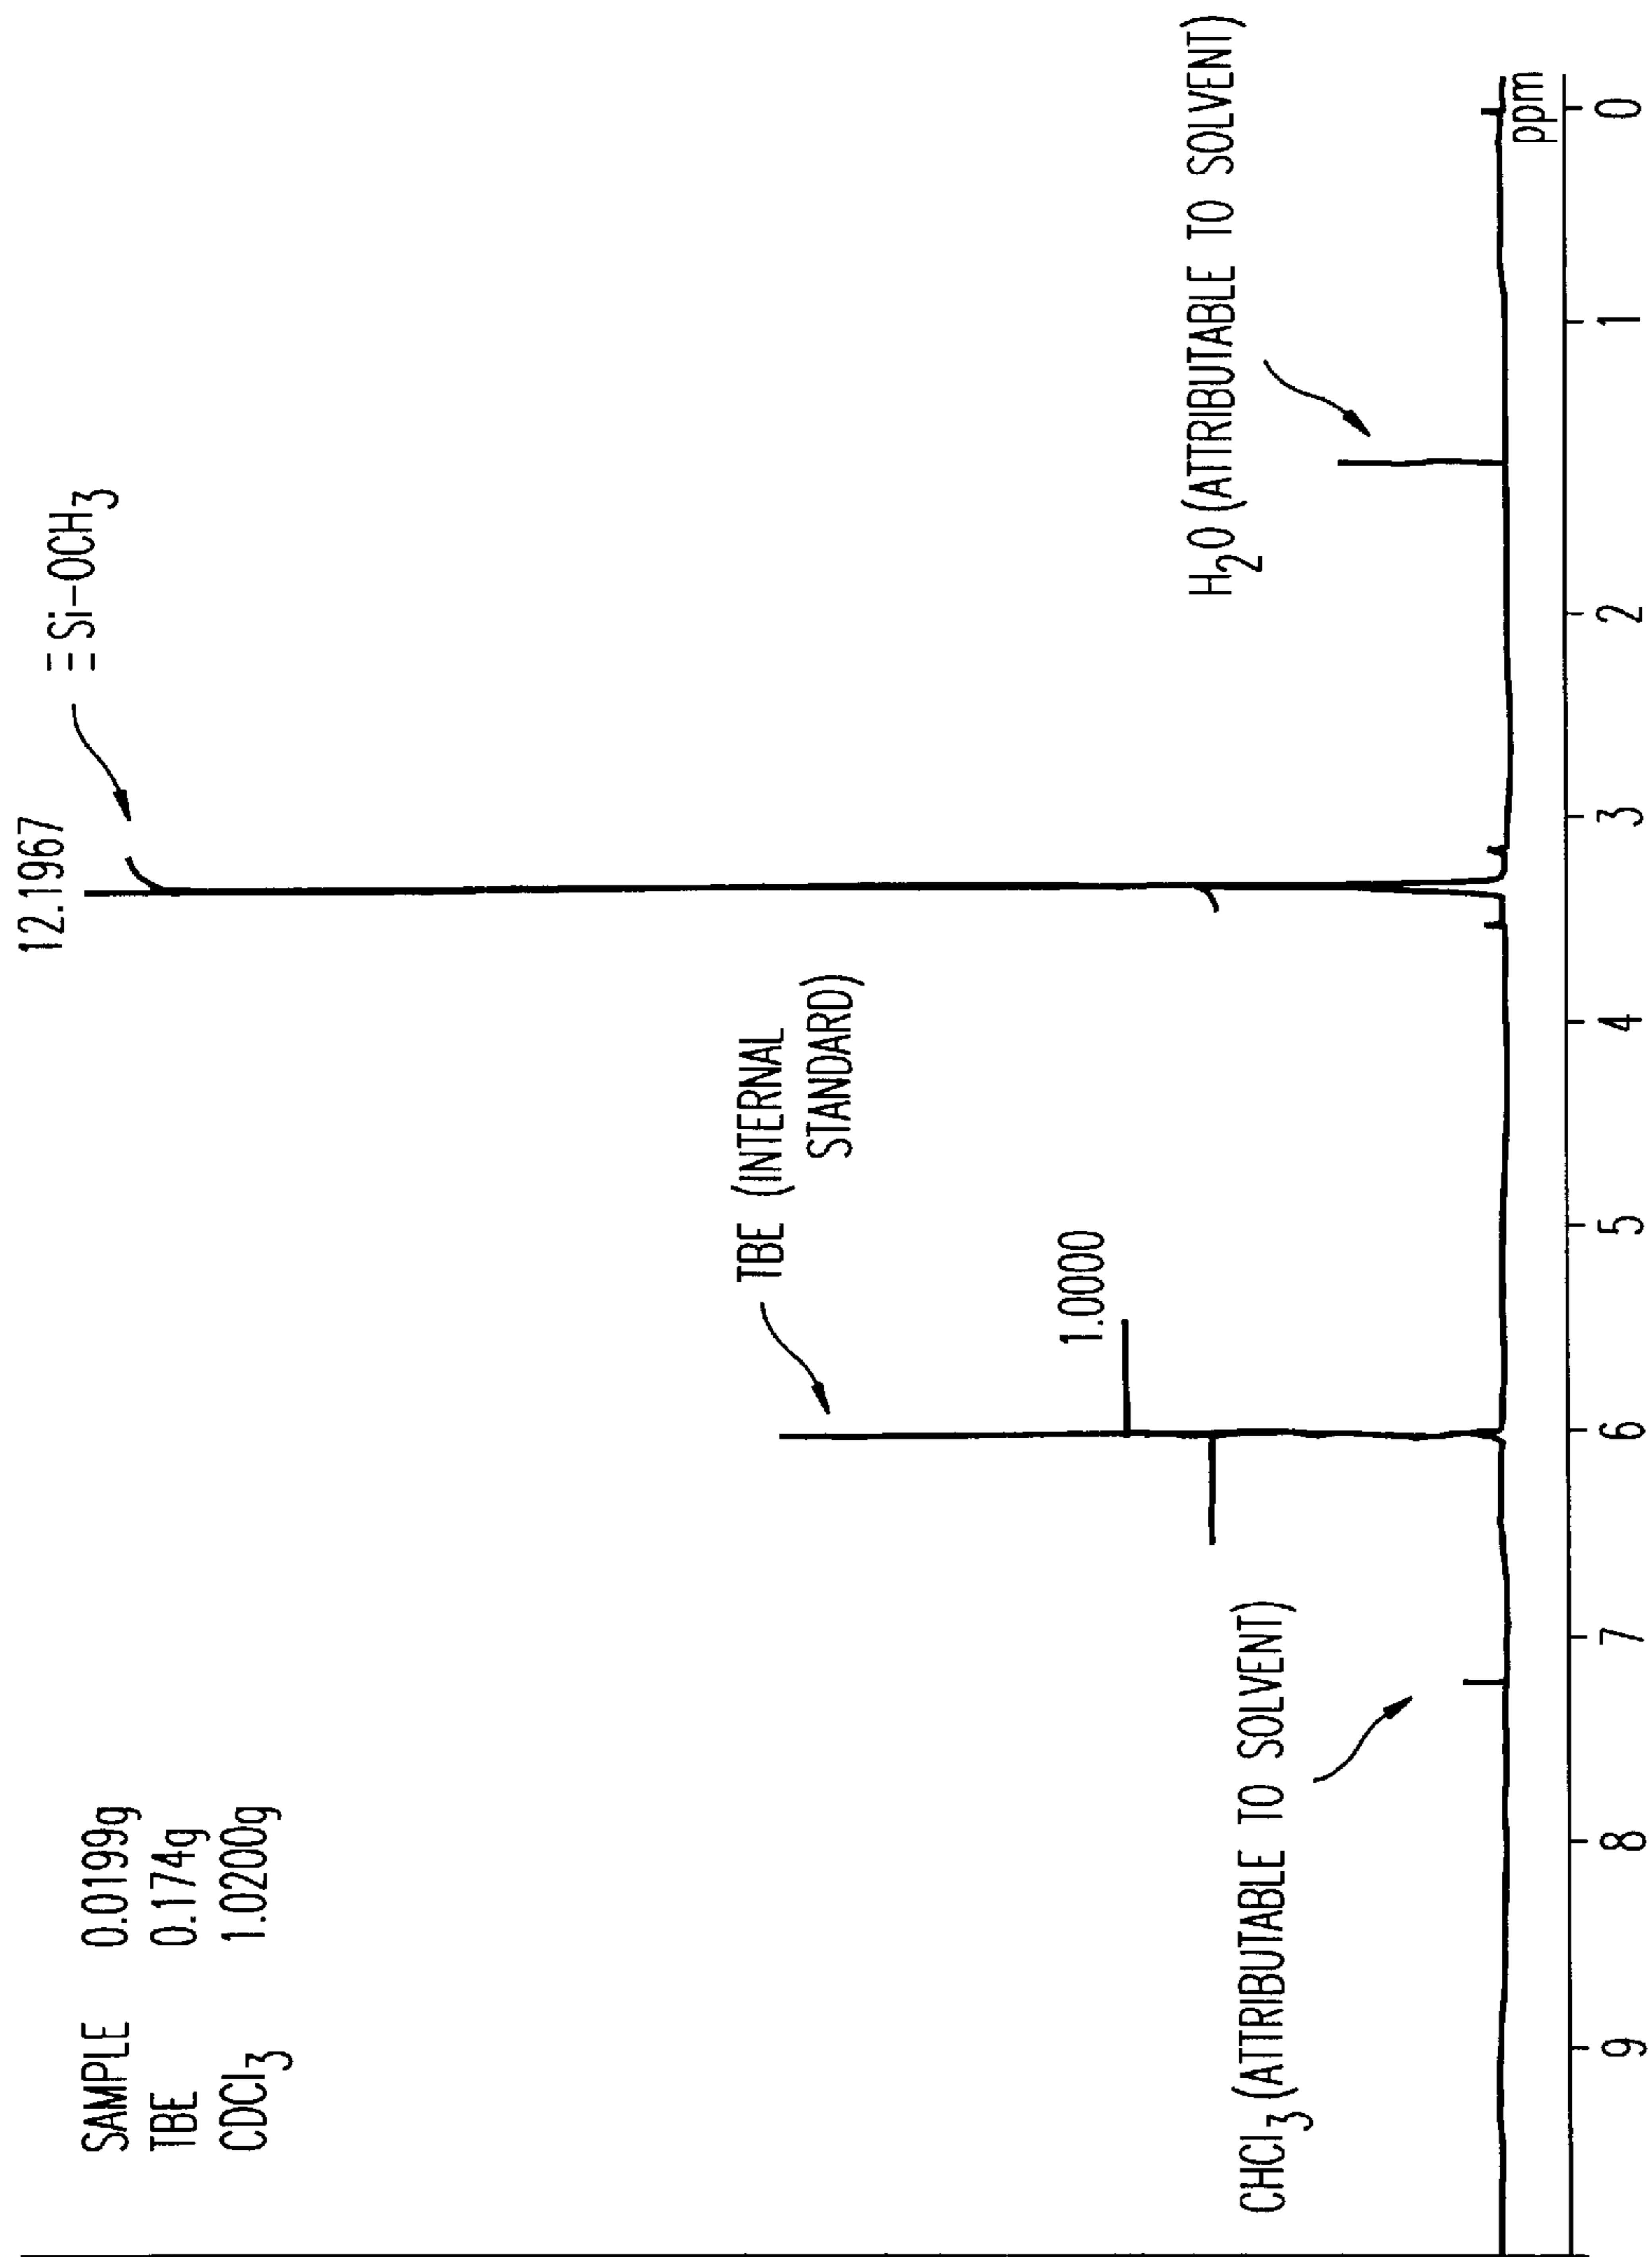 SAMPLE 0.0199g
TBE 0.174g
CDCl3 1.0200g
12.1967
≡Si-OCH3
TBE (INTERNAL
STANDARD)
1.0000
CHCl3 (ATTRIBUTABLE TO SOLVENT)
H2O (ATTRIBUTABLE TO SOLVENT)
ppm
9 8 7 6 5 4 3 2 1 0